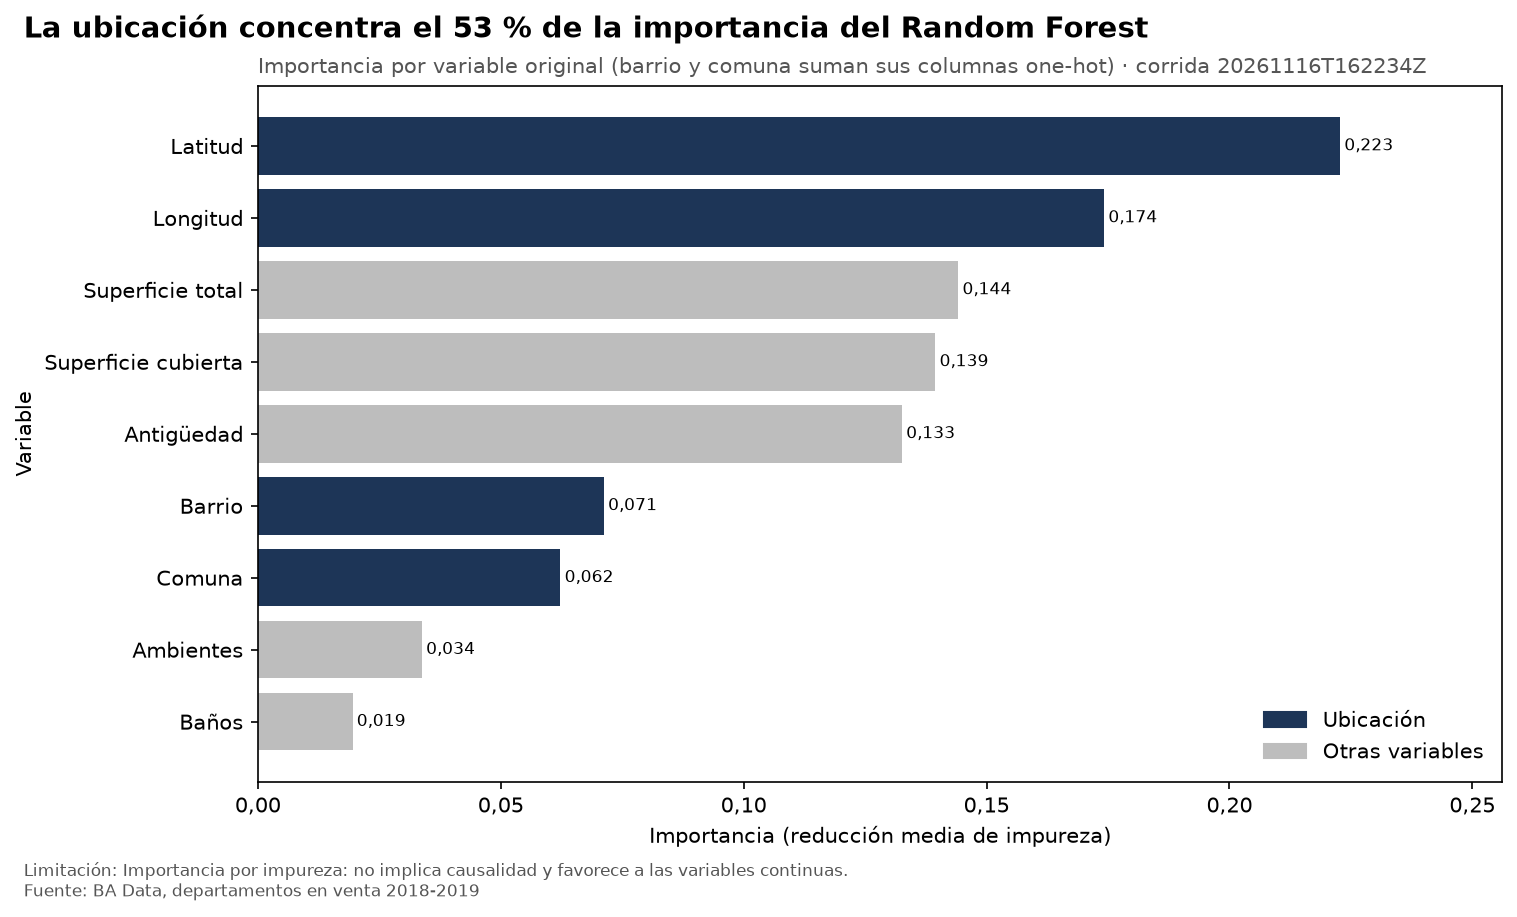 La ubicación concentra el 53 % de la importancia del Random Forest
Importancia por variable original (barrio y comuna suman sus columnas one-hot) · corrida 20261116T162234Z
Variable
Latitud 0,223
Longitud 0,174
Superficie total 0,144
Superficie cubierta 0,139
Antigüedad 0,133
Barrio 0,071
Comuna 0,062
Ambientes 0,034
Baños 0,019
Ubicación
Otras variables
0,00 0,05 0,10 0,15 0,20 0,25
Importancia (reducción media de impureza)
Limitación: Importancia por impureza: no implica causalidad y favorece a las variables continuas.
Fuente: BA Data, departamentos en venta 2018-2019